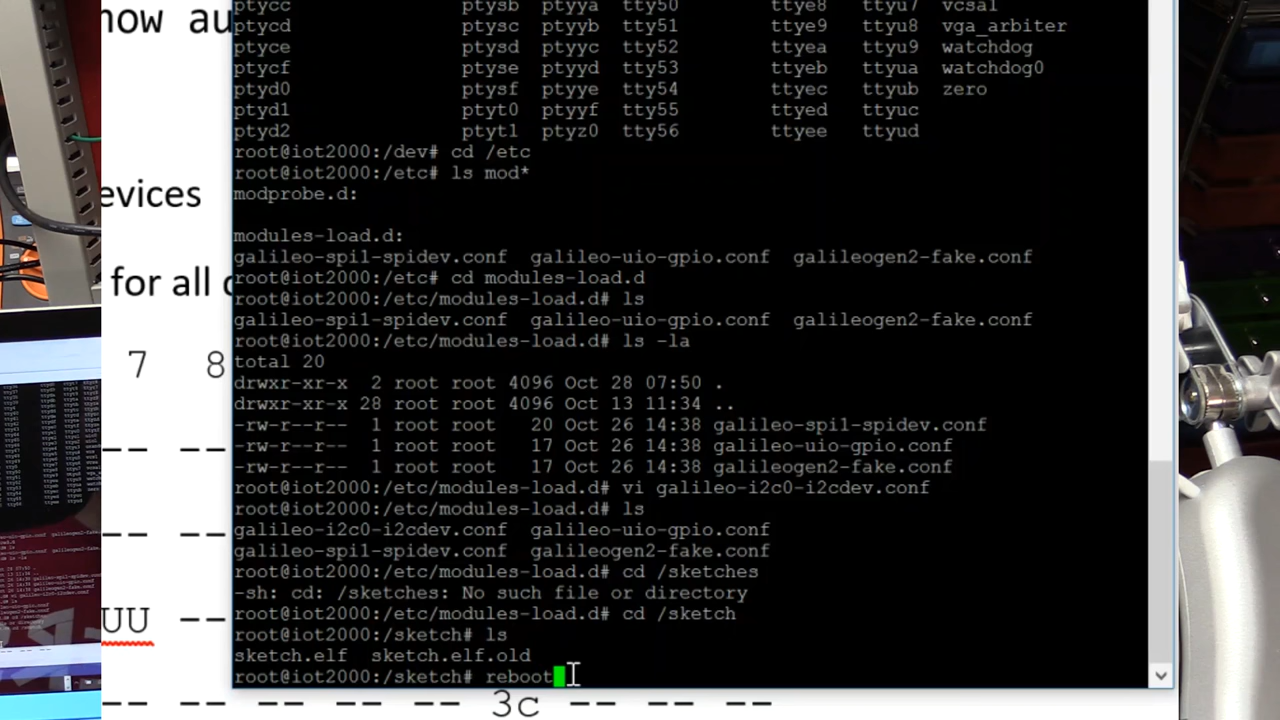 now au
evices
for all
7 8
-- --
-- --
UU --
-- -- -- -- 3c -- -- --
ptycc ptysb ptyya tty50 ttye8 ttyu7 vcsa1
ptycd ptysc ptyyb tty51 ttye9 ttyu8 vga_arbiter
ptyce ptysd ptyyc tty52 ttyea ttyu9 watchdog
ptycf ptyse ptyyd tty53 ttyeb ttyua watchdog0
ptyd0 ptysf ptyye tty54 ttyec ttyub zero
ptyd1 ptyt0 ptyyf tty55 ttyed ttyuc
ptyd2 ptyt1 ptyz0 tty56 ttyee ttyud
root@iot2000:/dev# cd /etc
root@iot2000:/etc# ls mod*
modprobe.d:
modules-load.d:
galileo-spi1-spidev.conf galileo-uio-gpio.conf galileogen2-fake.conf
root@iot2000:/etc# cd modules-load.d
root@iot2000:/etc/modules-load.d# ls
galileo-spi1-spidev.conf galileo-uio-gpio.conf galileogen2-fake.conf
root@iot2000:/etc/modules-load.d# ls -la
total 20
drwxr-xr-x 2 root root 4096 Oct 28 07:50 .
drwxr-xr-x 28 root root 4096 Oct 13 11:34 ..
-rw-r--r-- 1 root root 20 Oct 26 14:38 galileo-spi1-spidev.conf
-rw-r--r-- 1 root root 17 Oct 26 14:38 galileo-uio-gpio.conf
-rw-r--r-- 1 root root 17 Oct 26 14:38 galileogen2-fake.conf
root@iot2000:/etc/modules-load.d# vi galileo-i2c0-i2cdev.conf
root@iot2000:/etc/modules-load.d# ls
galileo-i2c0-i2cdev.conf galileo-uio-gpio.conf
galileo-spi1-spidev.conf galileogen2-fake.conf
root@iot2000:/etc/modules-load.d# cd /sketches
-sh: cd: /sketches: No such file or directory
root@iot2000:/etc/modules-load.d# cd /sketch
root@iot2000:/sketch# ls
sketch.elf sketch.elf.old
root@iot2000:/sketch# reboot